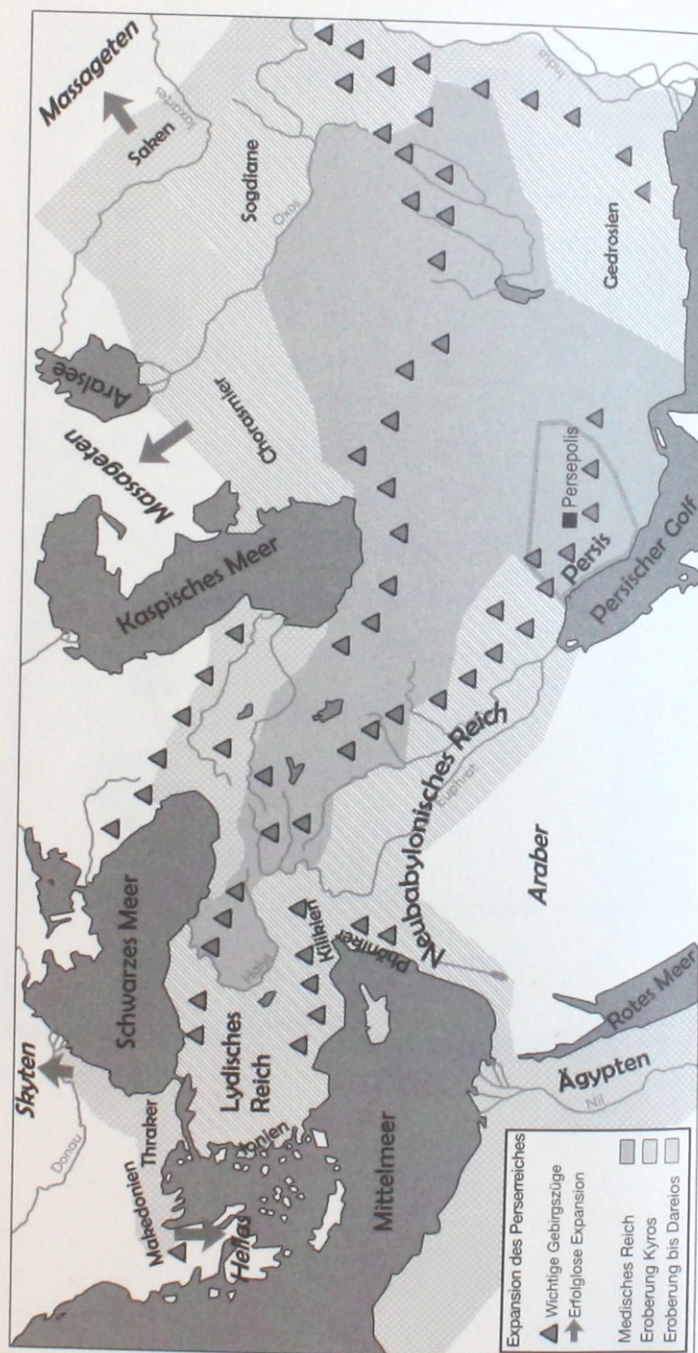 Massageten
Iaxartes
Saken
Sogdiane
Oxos
Indus
Gedrosien
Aralsee
Massageten
Chorasmier
Kaspisches Meer
Persepolis
Persis
Persischer Golf
Neubabylonisches Reich
Euphrat
Araber
Schwarzes Meer
Halys
Kilikien
Phöniker
Skyten
Donau
Thraker
Makedonien
Hellas
Ionien
Lydisches
Reich
Mittelmeer
Ägypten
Nil
Rotes Meer
Expansion des Perserreiches
Wichtige Gebirgszüge
Erfolglose Expansion
Medisches Reich
Eroberung Kyros
Eroberung bis Dareios